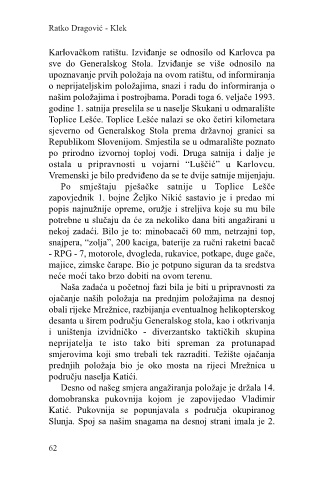 Ratko Dragović - Klek
Karlovačkom ratištu. Izviđanje se odnosilo od Karlovca pa
sve do Generalskog Stola. Izviđanje se više odnosilo na
upoznavanje prvih položaja na ovom ratištu, od informiranja
o neprijateljskim položajima, snazi i radu do informiranja o
našim položajima i postrojbama. Poradi toga 6. veljače 1993.
godine 1. satnija preselila se u naselje Skukani u odmaralište
Toplice Lešće. Toplice Lešće nalazi se oko četiri kilometara
sjeverno od Generalskog Stola prema državnoj granici sa
Republikom Slovenijom. Smjestila se u odmaralište poznato
po prirodno izvornoj toploj vodi. Druga satnija i dalje je
ostala u pripravnosti u vojarni “Luščić” u Karlovcu.
Vremenski je bilo predviđeno da se te dvije satnije mijenjaju.
Po smještaju pješačke satnije u Toplice Lešće
zapovjednik 1. bojne Željko Nikić sastavio je i predao mi
popis najnužnije opreme, oružje i streljiva koje su mu bile
potrebne u slučaju da će za nekoliko dana biti angažirani u
nekoj zadaći. Bilo je to: minobacači 60 mm, netrzajni top,
snajpera, “zolja”, 200 kaciga, baterije za ručni raketni bacač
- RPG - 7, motorole, dvogleda, rukavice, potkape, duge gaće,
majice, zimske čarape. Bio je potpuno siguran da ta sredstva
neće moći tako brzo dobiti na ovom terenu.
Naša zadaća u početnoj fazi bila je biti u pripravnosti za
ojačanje naših položaja na prednjim položajima na desnoj
obali rijeke Mrežnice, razbijanja eventualnog helikopterskog
desanta u širem području Generalskog stola, kao i otkrivanja
i uništenja izvidničko - diverzantsko taktičkih skupina
neprijatelja te isto tako biti spreman za protunapad
smjerovima koji smo trebali tek razraditi. Težište ojačanja
prednjih položaja bio je oko mosta na rijeci Mrežnica u
području naselja Katići.
Desno od našeg smjera angažiranja položaje je držala 14.
domobranska pukovnija kojom je zapovijedao Vladimir
Katić. Pukovnija se popunjavala s područja okupiranog
Slunja. Spoj sa našim snagama na desnoj strani imala je 2.
62